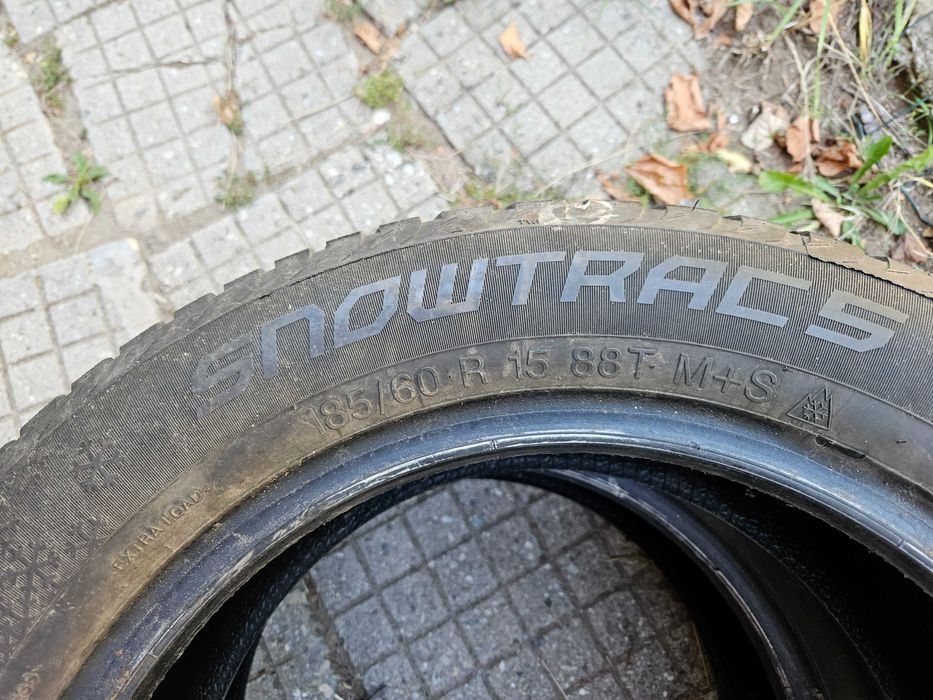 SNOWTRAC 5
185/60 R 15 88T M+S
EXTRA LOAD